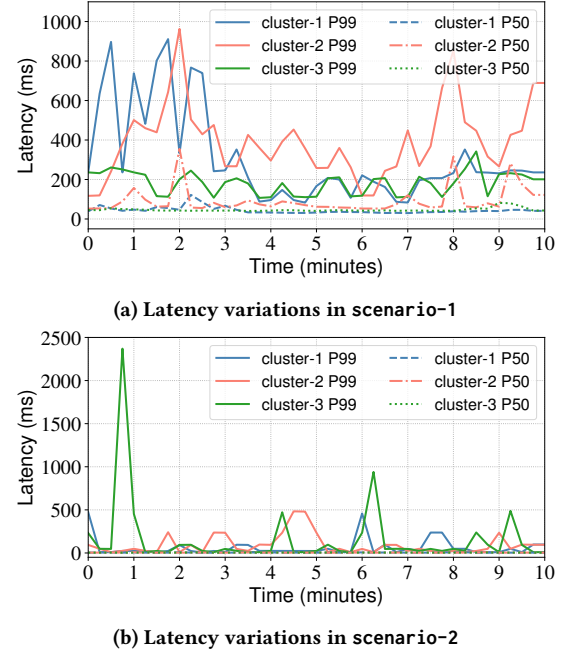 1000
800
600
400
200
0
Latency (ms)
cluster-1 P99
cluster-2 P99
cluster-3 P99
cluster-1 P50
cluster-2 P50
cluster-3 P50
0 1 2 3 4 5 6 7 8 9 10
Time (minutes)
(a) Latency variations in scenario-1
2500
2000
1500
1000
500
0
Latency (ms)
cluster-1 P99
cluster-2 P99
cluster-3 P99
cluster-1 P50
cluster-2 P50
cluster-3 P50
0 1 2 3 4 5 6 7 8 9 10
Time (minutes)
(b) Latency variations in scenario-2